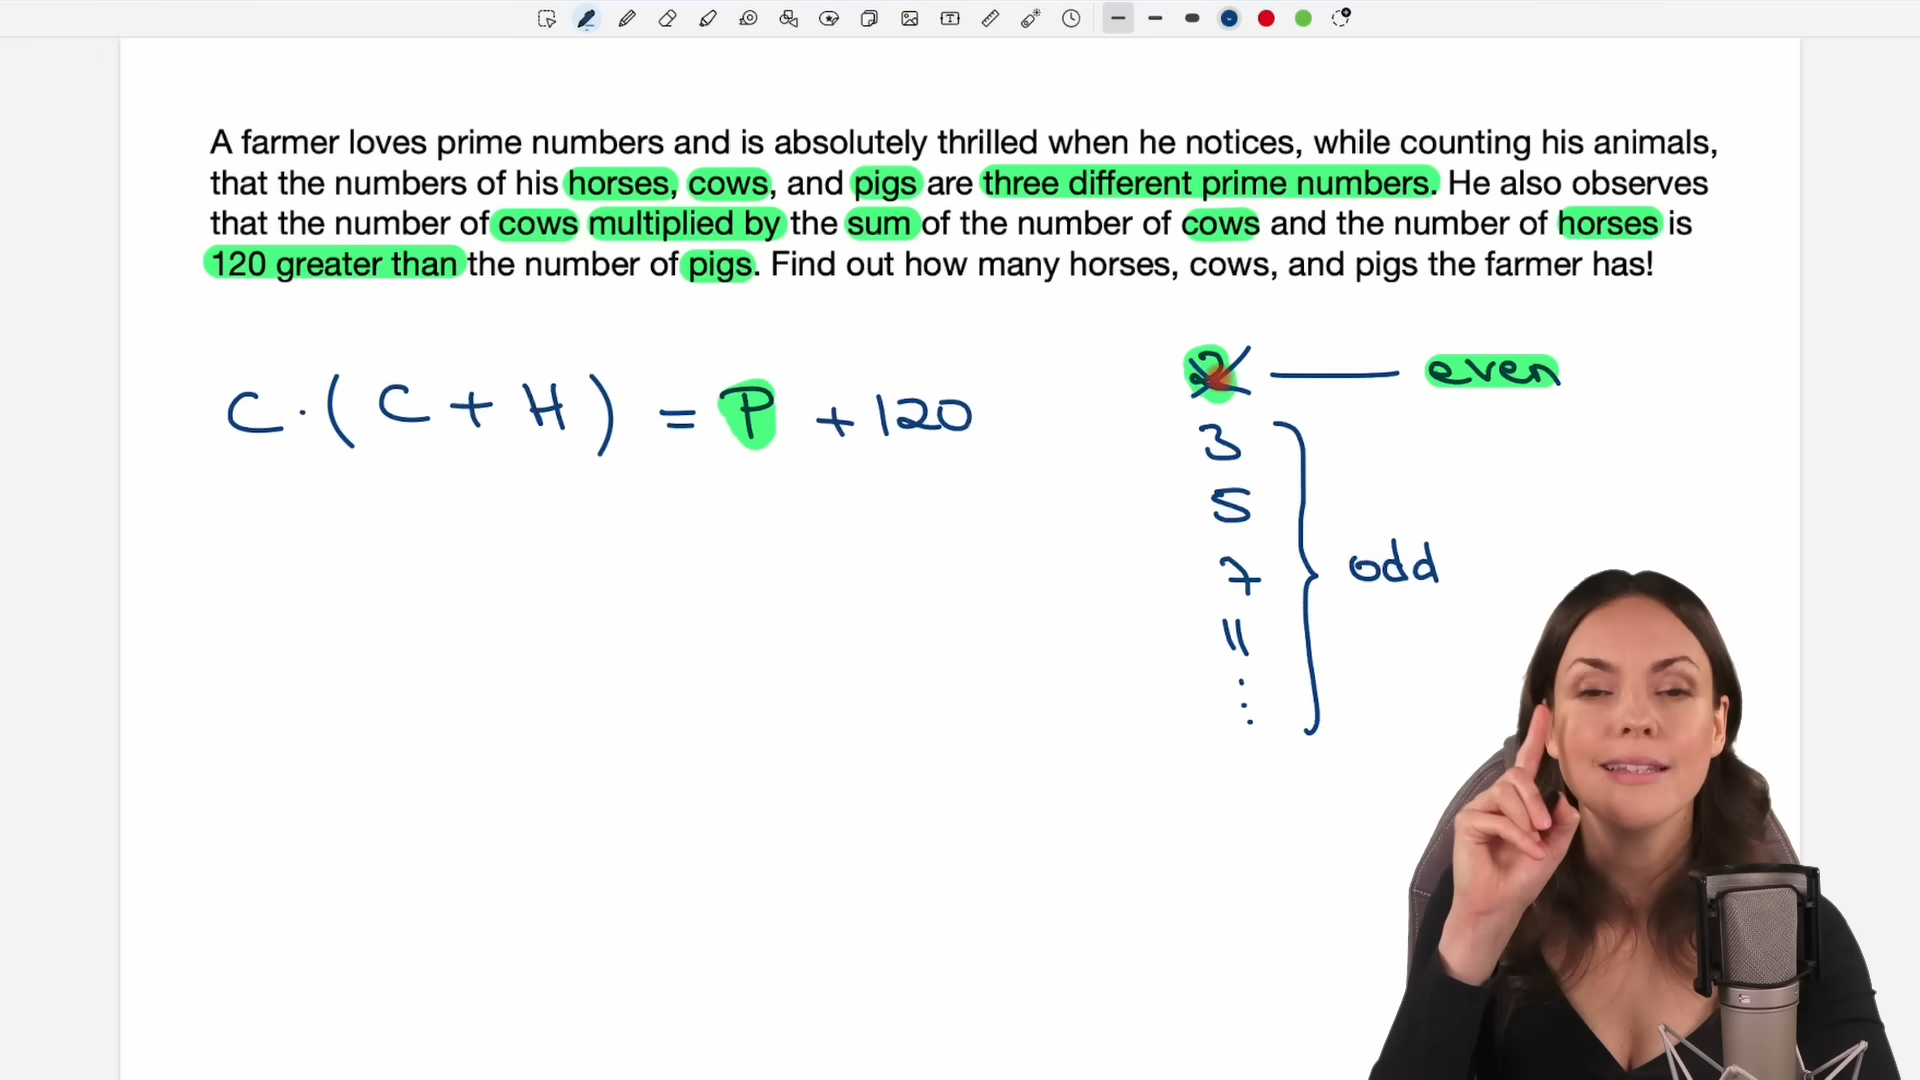 A farmer loves prime numbers and is absolutely thrilled when he notices, while counting his animals,
that the numbers of his horses, cows, and pigs are three different prime numbers. He also observes
that the number of cows multiplied by the sum of the number of cows and the number of horses is
120 greater than the number of pigs. Find out how many horses, cows, and pigs the farmer has!
C · ( C + H ) = P + 120
2 — even
3
5
7
11
⋮
odd